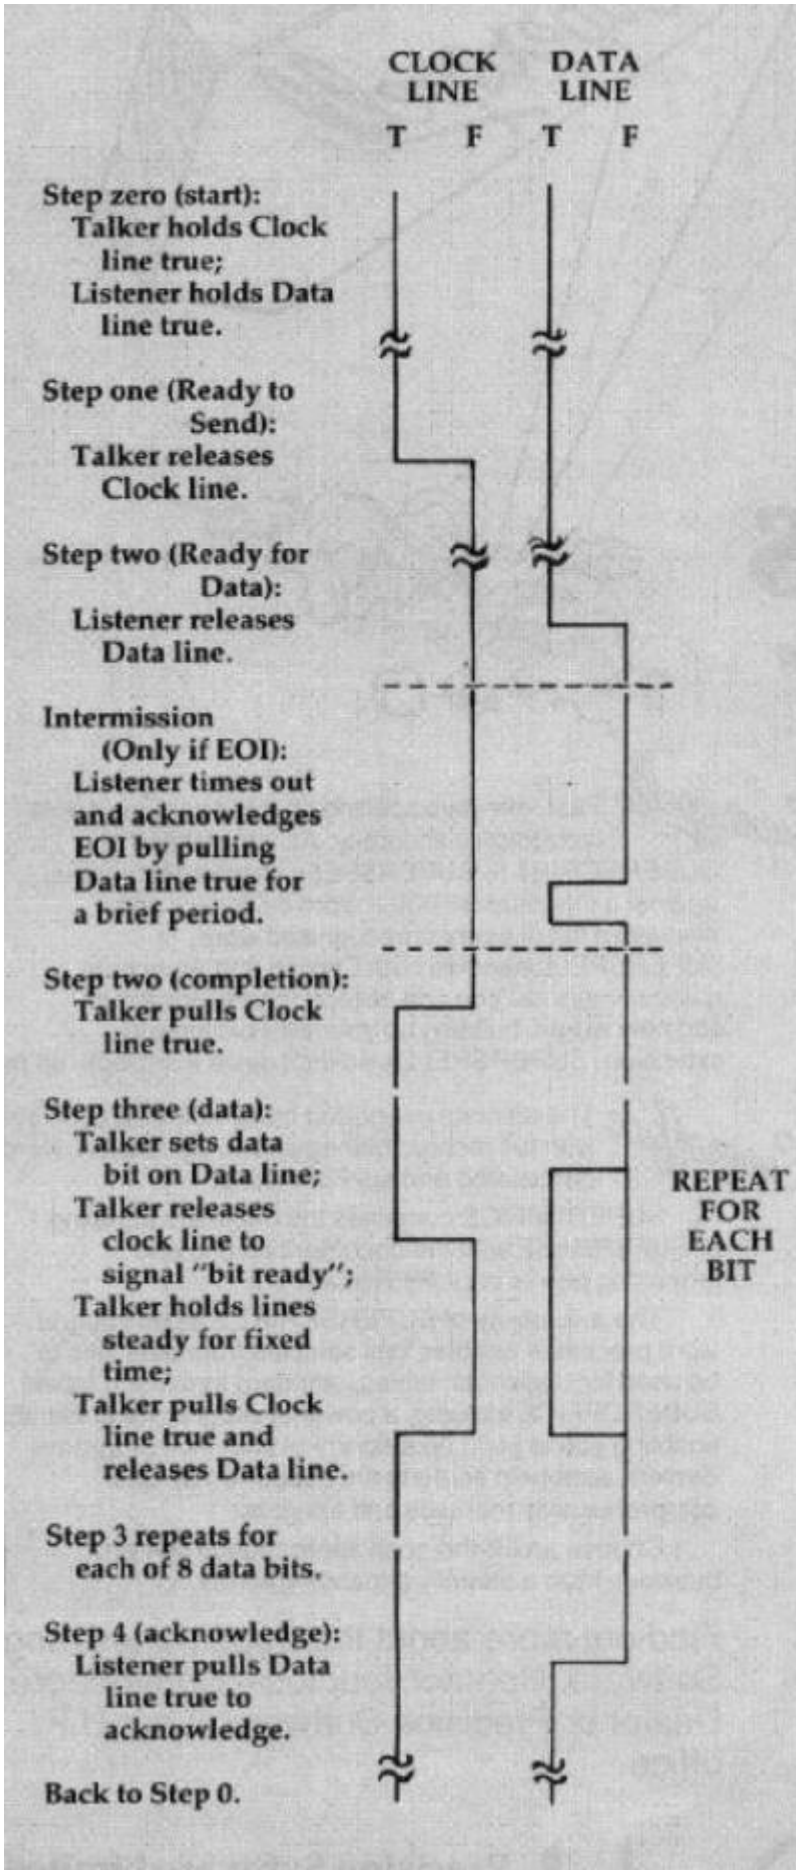 CLOCK LINE
DATA LINE
T F T F
Step zero (start):
Talker holds Clock
line true;
Listener holds Data
line true.
Step one (Ready to
Send):
Talker releases
Clock line.
Step two (Ready for
Data):
Listener releases
Data line.
Intermission
(Only if EOI):
Listener times out
and acknowledges
EOI by pulling
Data line true for
a brief period.
Step two (completion):
Talker pulls Clock
line true.
Step three (data):
Talker sets data
bit on Data line;
Talker releases
clock line to
signal "bit ready";
Talker holds lines
steady for fixed
time;
Talker pulls Clock
line true and
releases Data line.
REPEAT
FOR
EACH
BIT
Step 3 repeats for
each of 8 data bits.
Step 4 (acknowledge):
Listener pulls Data
line true to
acknowledge.
Back to Step 0.